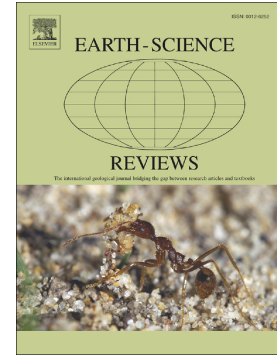 ISSN: 0012-8252
ELSEVIER
EARTH-SCIENCE
REVIEWS
The international geological journal bridging the gap between research articles and textbooks